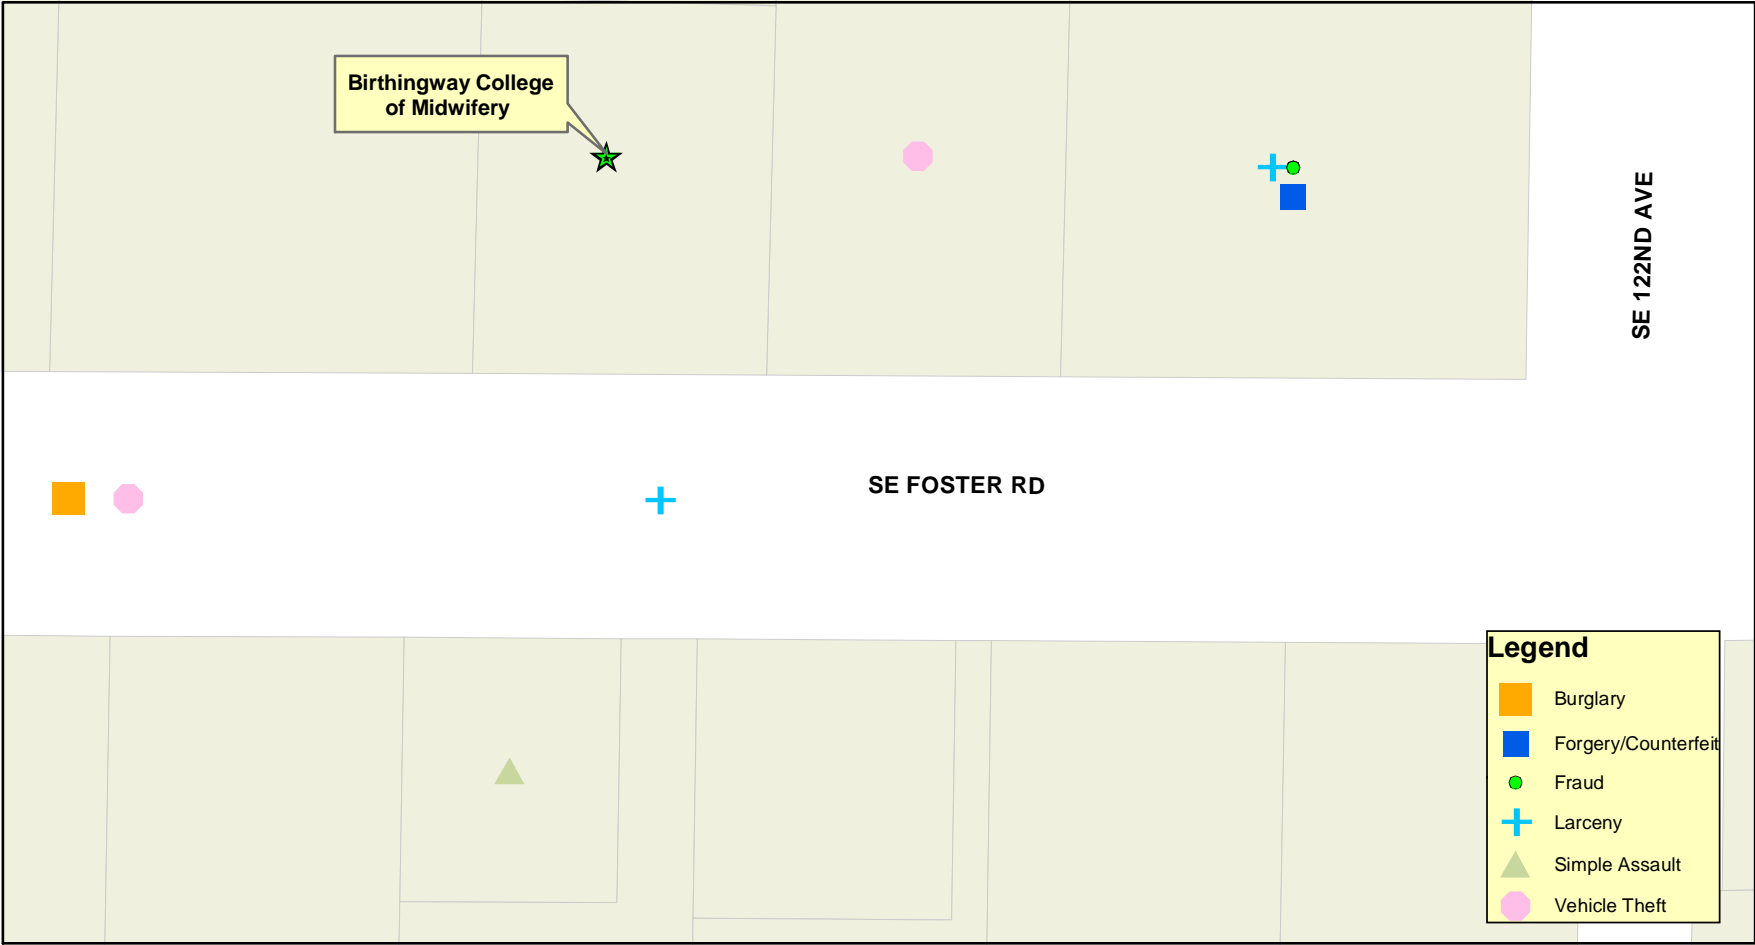 Birthingway College
of Midwifery
SE 122ND AVE
SE FOSTER RD
Legend
Burglary
Forgery/Counterfeit
Fraud
Larceny
Simple Assault
Vehicle Theft